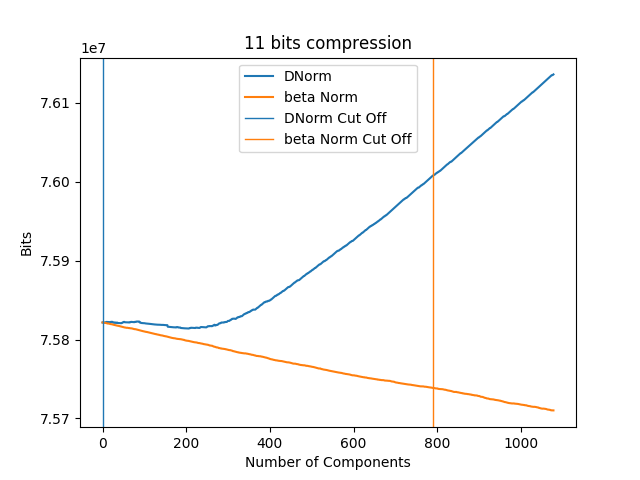 11 bits compression
1e7
DNorm
beta Norm
DNorm Cut Off
beta Norm Cut Off
7.61
7.60
7.59
7.58
7.57
Bits
0 200 400 600 800 1000
Number of Components